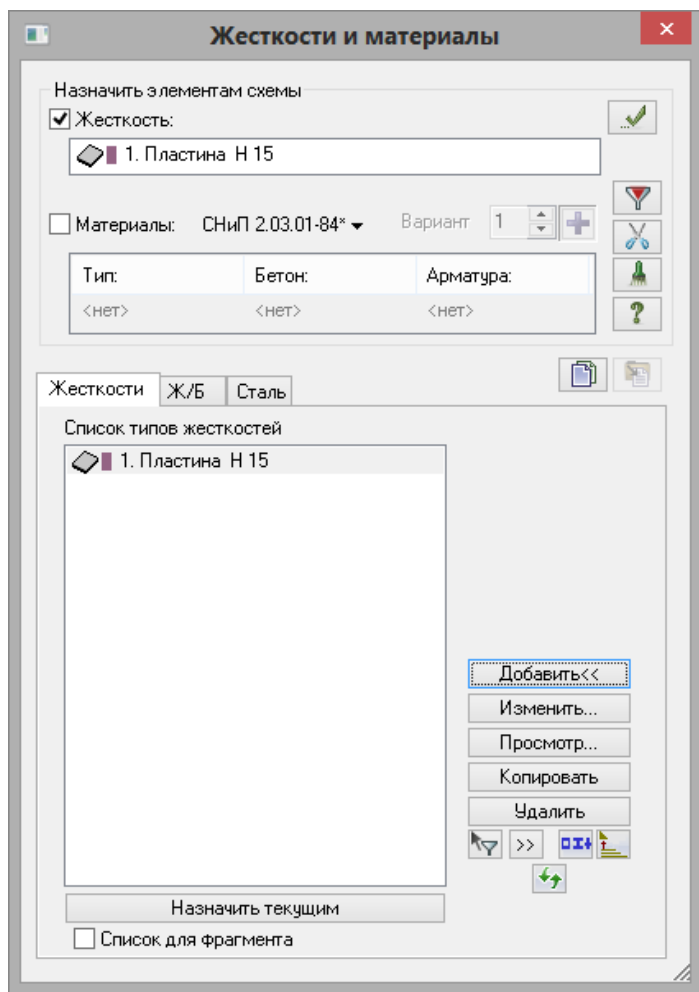 Жесткости и материалы
Назначить элементам схемы
Жесткость:
1. Пластина H 15
Материалы: СНиП 2.03.01-84* Вариант 1
Тип: Бетон: Арматура:
<нет> <нет> <нет>
Жесткости Ж/Б Сталь
Список типов жесткостей
1. Пластина H 15
Добавить<<
Изменить...
Просмотр...
Копировать
Удалить
>>
Назначить текущим
Список для фрагмента